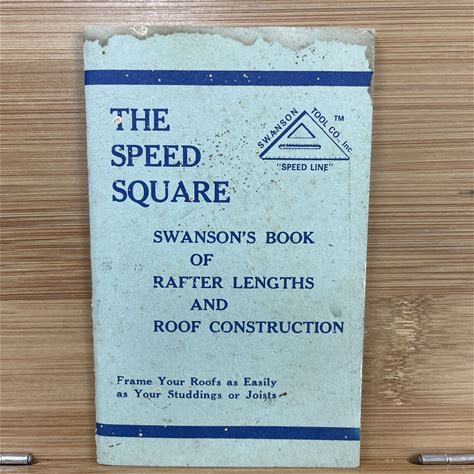 THE
SPEED
SQUARE
SWANSON TOOL CO., Inc. ™
"SPEED LINE"
SWANSON'S BOOK
OF
RAFTER LENGTHS
AND
ROOF CONSTRUCTION
Frame Your Roofs as Easily
as Your Studdings or Joists